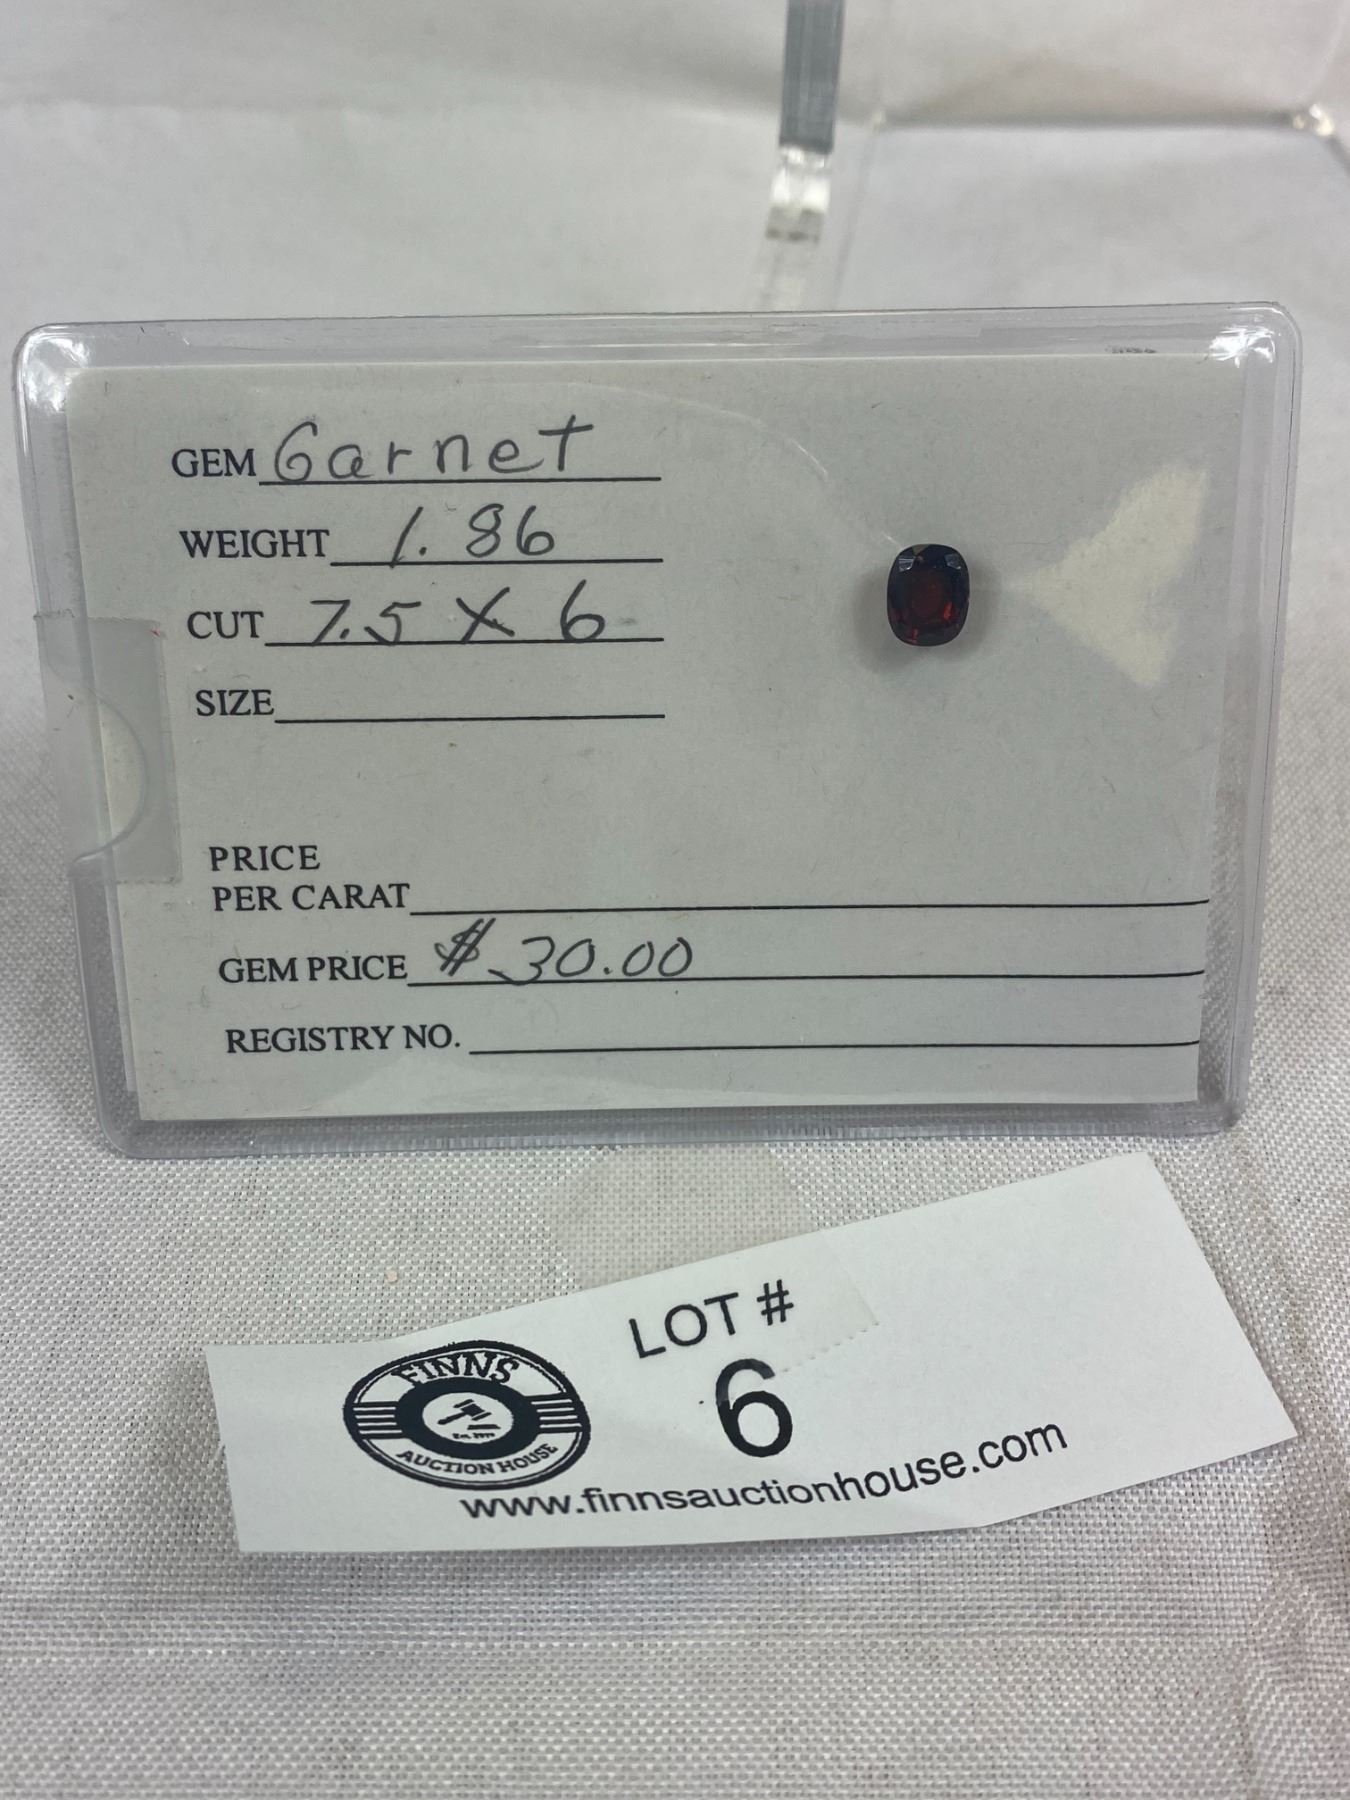 GEM Garnet
WEIGHT 1.86
CUT 7.5 X 6
SIZE
PRICE
PER CARAT
GEM PRICE $30.00
REGISTRY NO.
LOT #
6
FINNS
AUCTION HOUSE
www.finnsauctionhouse.com